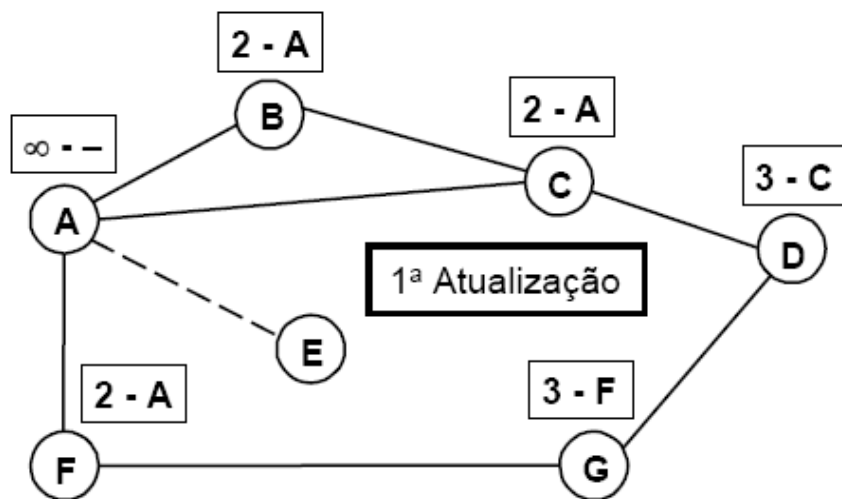 2 - A
B
2 - A
∞ - –
C
3 - C
A
D
1ª Atualização
E
2 - A
3 - F
F
G